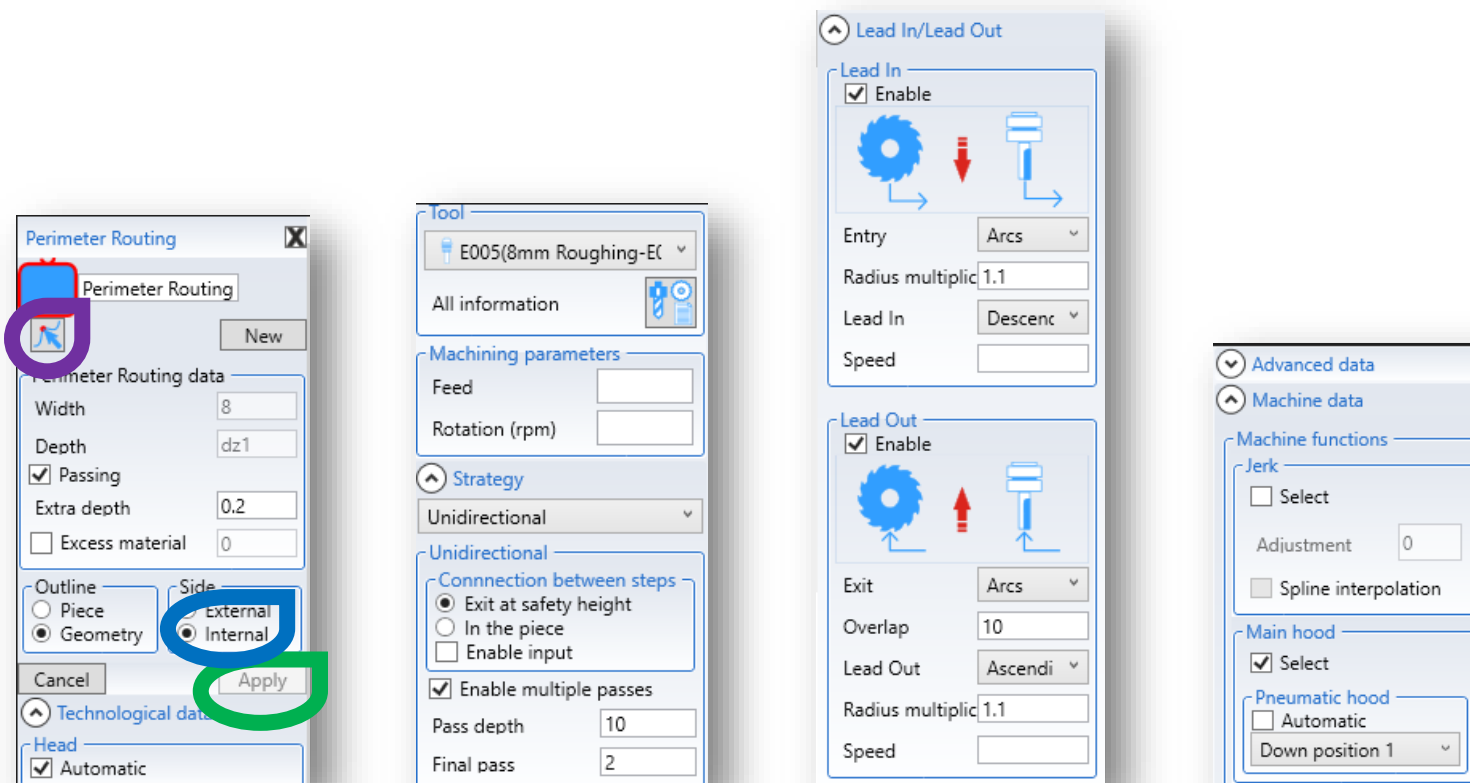 Perimeter Routing
Perimeter Routing
New
Perimeter Routing data
Width 8
Depth dz1
Passing
Extra depth 0.2
Excess material 0
Outline Side
Piece External
Geometry Internal
Cancel Apply
Technological data
Head
Automatic
Tool
E005(8mm Roughing-E(
All information
Machining parameters
Feed
Rotation (rpm)
Strategy
Unidirectional
Unidirectional
Connnection between steps
Exit at safety height
In the piece
Enable input
Enable multiple passes
Pass depth 10
Final pass 2
Lead In/Lead Out
Lead In
Enable
Entry Arcs
Radius multiplic 1.1
Lead In Descenc
Speed
Lead Out
Enable
Exit Arcs
Overlap 10
Lead Out Ascendi
Radius multiplic 1.1
Speed
Advanced data
Machine data
Machine functions
Jerk
Select
Adjustment 0
Spline interpolation
Main hood
Select
Pneumatic hood
Automatic
Down position 1